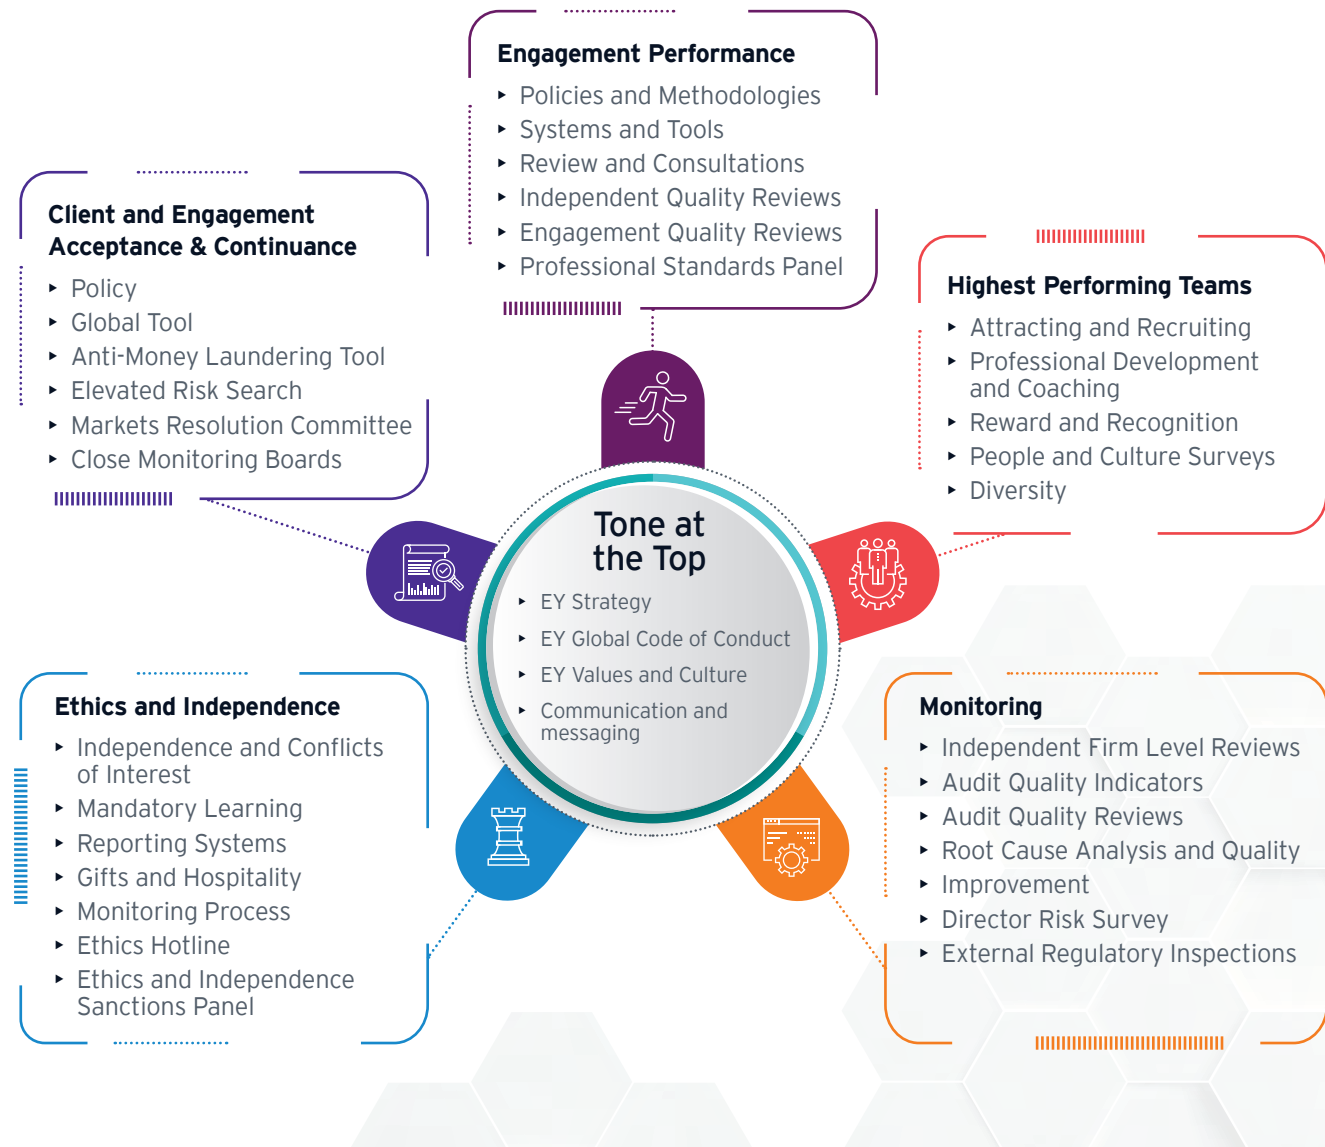 Engagement Performance
‣ Policies and Methodologies
‣ Systems and Tools
‣ Review and Consultations
‣ Independent Quality Reviews
‣ Engagement Quality Reviews
‣ Professional Standards Panel
Client and Engagement
Acceptance & Continuance
‣ Policy
‣ Global Tool
‣ Anti-Money Laundering Tool
‣ Elevated Risk Search
‣ Markets Resolution Committee
‣ Close Monitoring Boards
Highest Performing Teams
‣ Attracting and Recruiting
‣ Professional Development
and Coaching
‣ Reward and Recognition
‣ People and Culture Surveys
‣ Diversity
Tone at
the Top
‣ EY Strategy
‣ EY Global Code of Conduct
‣ EY Values and Culture
‣ Communication and
messaging
Ethics and Independence
‣ Independence and Conflicts
of Interest
‣ Mandatory Learning
‣ Reporting Systems
‣ Gifts and Hospitality
‣ Monitoring Process
‣ Ethics Hotline
‣ Ethics and Independence
Sanctions Panel
Monitoring
‣ Independent Firm Level Reviews
‣ Audit Quality Indicators
‣ Audit Quality Reviews
‣ Root Cause Analysis and Quality
‣ Improvement
‣ Director Risk Survey
‣ External Regulatory Inspections